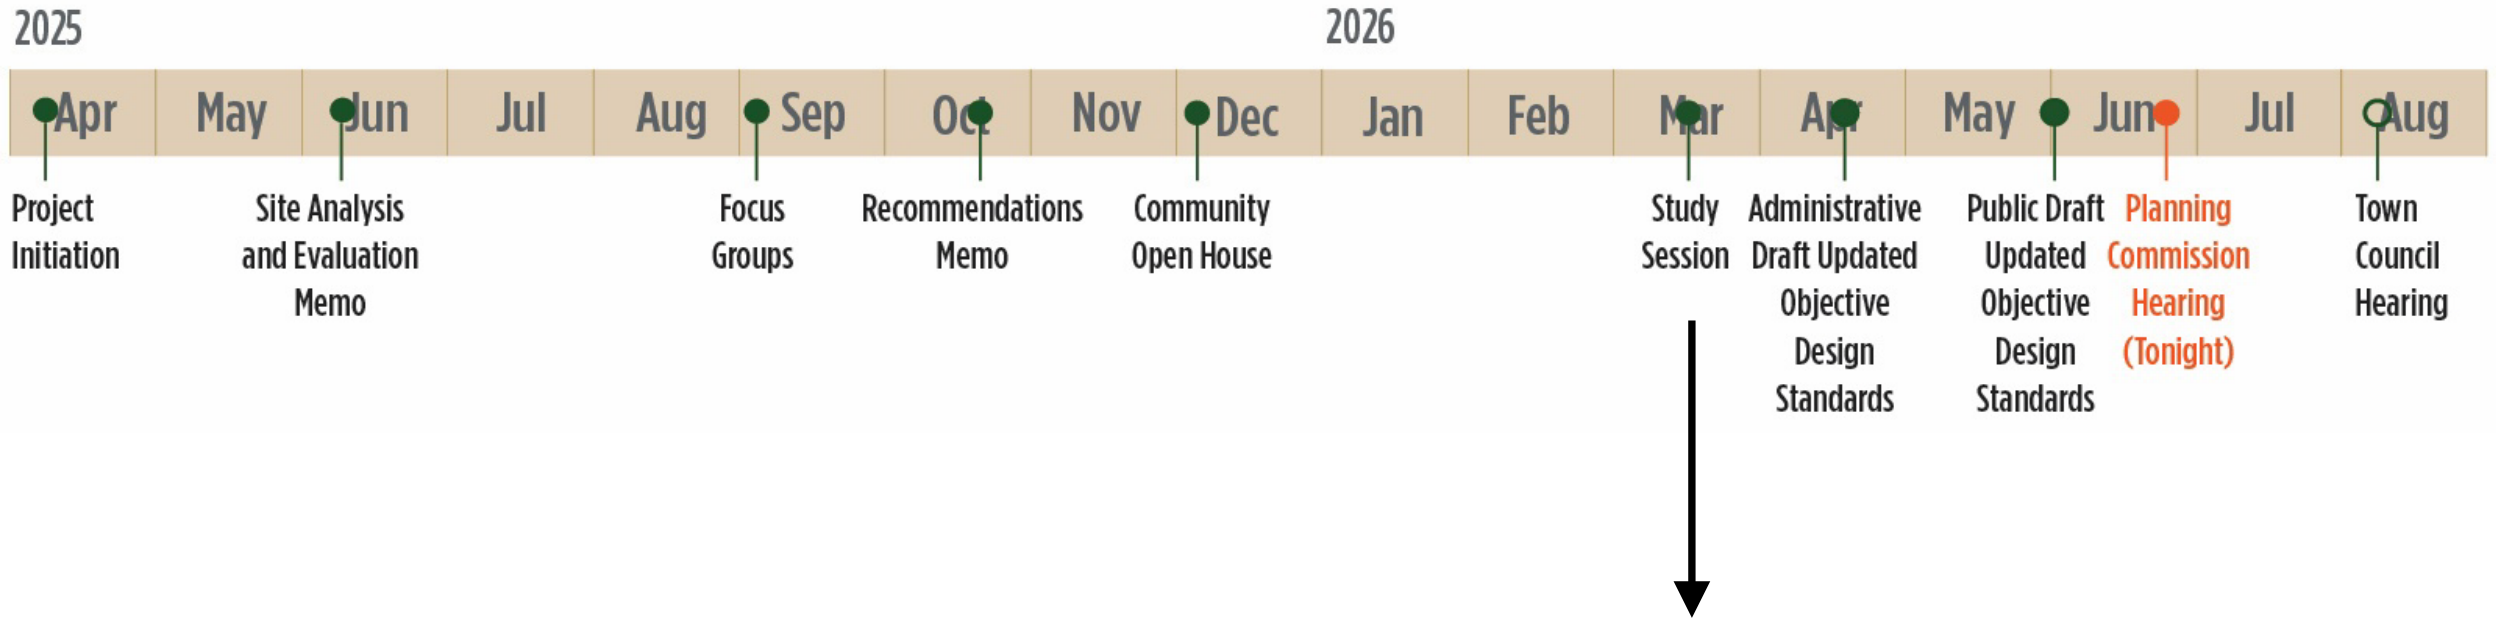 2025
2026
Apr
May
Jun
Jul
Aug
Sep
Oct
Nov
Dec
Jan
Feb
Mar
Apr
May
Jun
Jul
Aug
Project
Initiation
Site Analysis
and Evaluation
Memo
Focus
Groups
Recommendations
Memo
Community
Open House
Study
Session
Administrative
Draft Updated
Objective
Design
Standards
Public Draft
Updated
Objective
Design
Standards
Planning
Commission
Hearing
(Tonight)
Town
Council
Hearing